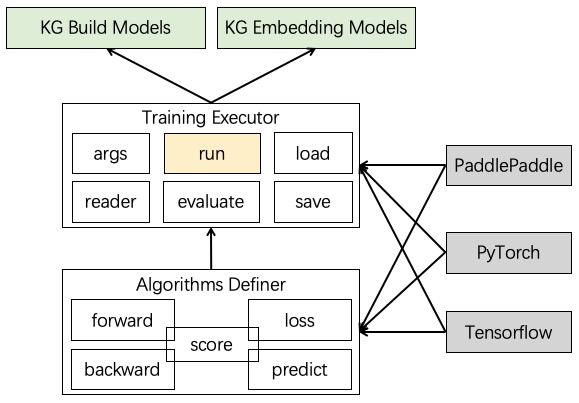 KG Build Models
KG Embedding Models
Training Executor
args
run
load
reader
evaluate
save
PaddlePaddle
PyTorch
Tensorflow
Algorithms Definer
forward
loss
score
backward
predict